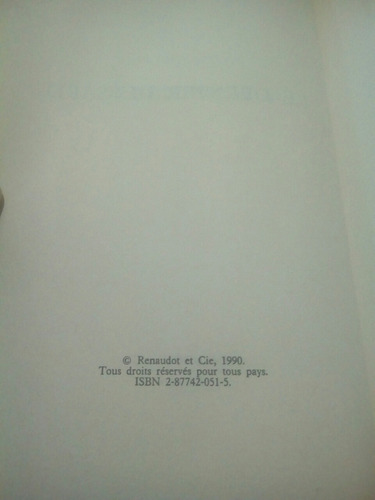 © Renaudot et Cie, 1990.
Tous droits réservés pour tous pays.
ISBN 2-87742-051-5.